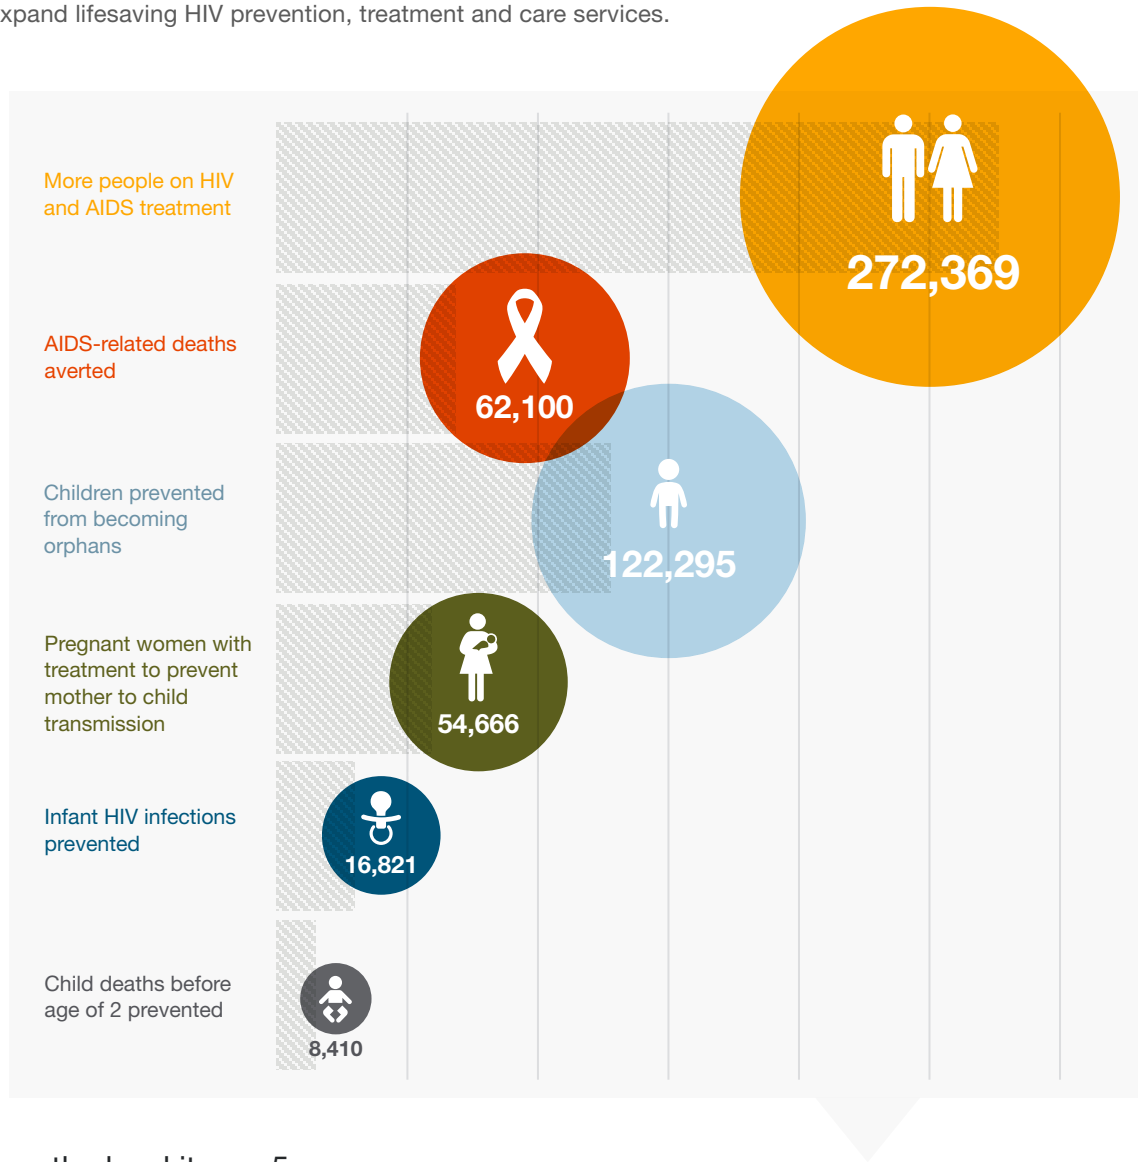 xpand lifesaving HIV prevention, treatment and care services.
More people on HIV
and AIDS treatment
272,369
AIDS-related deaths
averted
62,100
Children prevented
from becoming
orphans
122,295
Pregnant women with
treatment to prevent
mother to child
transmission
54,666
Infant HIV infections
prevented
16,821
Child deaths before
age of 2 prevented
8,410